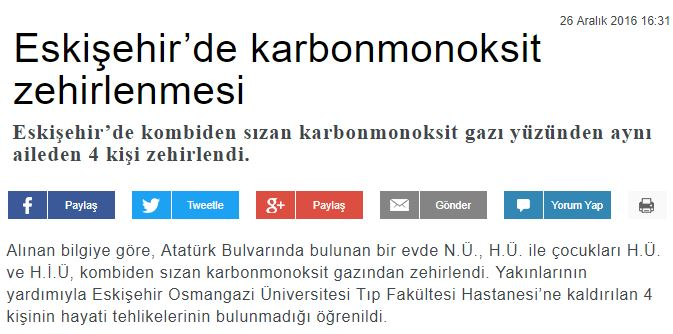 26 Aralık 2016 16:31
Eskişehir’de karbonmonoksit
zehirlenmesi
Eskişehir’de kombiden sızan karbonmonoksit gazı yüzünden aynı
aileden 4 kişi zehirlendi.
f Paylaş Tweetle g+ Paylaş Gönder Yorum Yap
Alınan bilgiye göre, Atatürk Bulvarında bulunan bir evde N.Ü., H.Ü. ile çocukları H.Ü.
ve H.İ.Ü, kombiden sızan karbonmonoksit gazından zehirlendi. Yakınlarının
yardımıyla Eskişehir Osmangazi Üniversitesi Tıp Fakültesi Hastanesi’ne kaldırılan 4
kişinin hayati tehlikelerinin bulunmadığı öğrenildi.